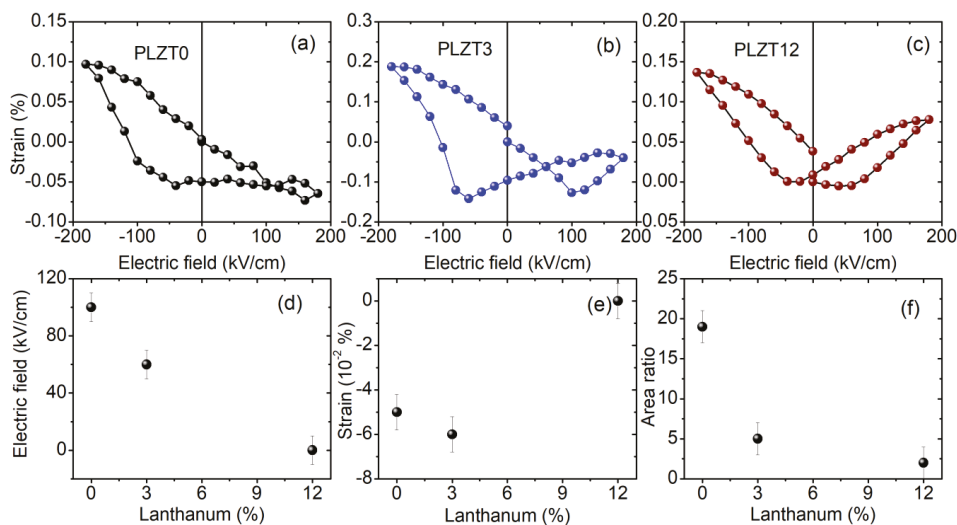 0.10
0.05
0.00
-0.05
-0.10
Strain (%)
-200 -100 0 100 200
Electric field (kV/cm)
PLZT0
(a)
0.3
0.2
0.1
0.0
-0.1
-0.2
-200 -100 0 100 200
Electric field (kV/cm)
PLZT3
(b)
0.20
0.15
0.10
0.05
0.00
0.05
-200 -100 0 100 200
Electric field (kV/cm)
PLZT12
(c)
120
80
40
0
Electric field (kV/cm)
0 3 6 9 12
Lanthanum (%)
(d)
0
-2
-4
-6
-8
Strain (10-2 %)
0 3 6 9 12
Lanthanum (%)
(e)
25
20
15
10
5
0
Area ratio
0 3 6 9 12
Lanthanum (%)
(f)